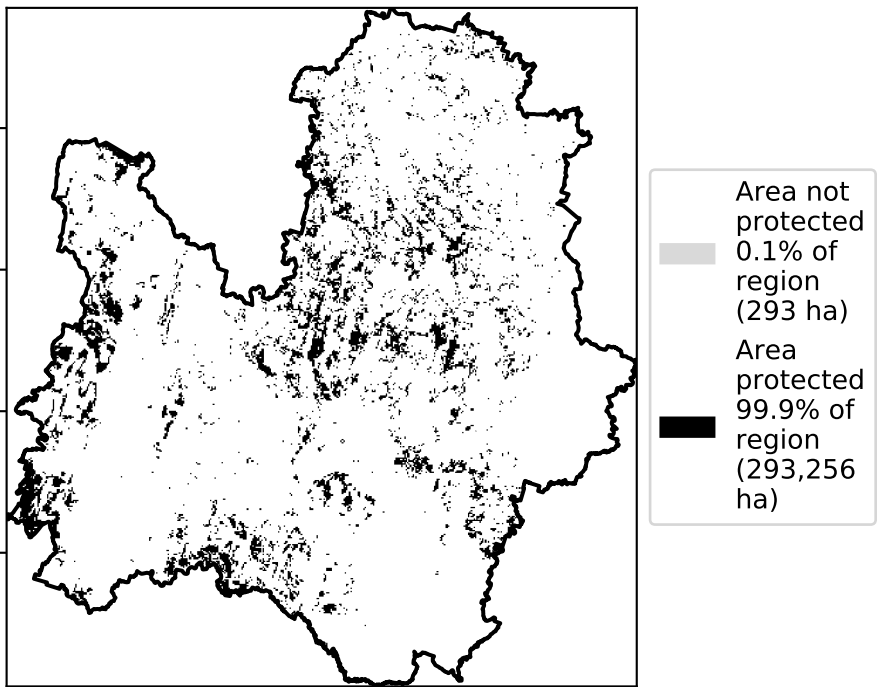 Area not
protected
0.1% of
region
(293 ha)
Area
protected
99.9% of
region
(293,256
ha)